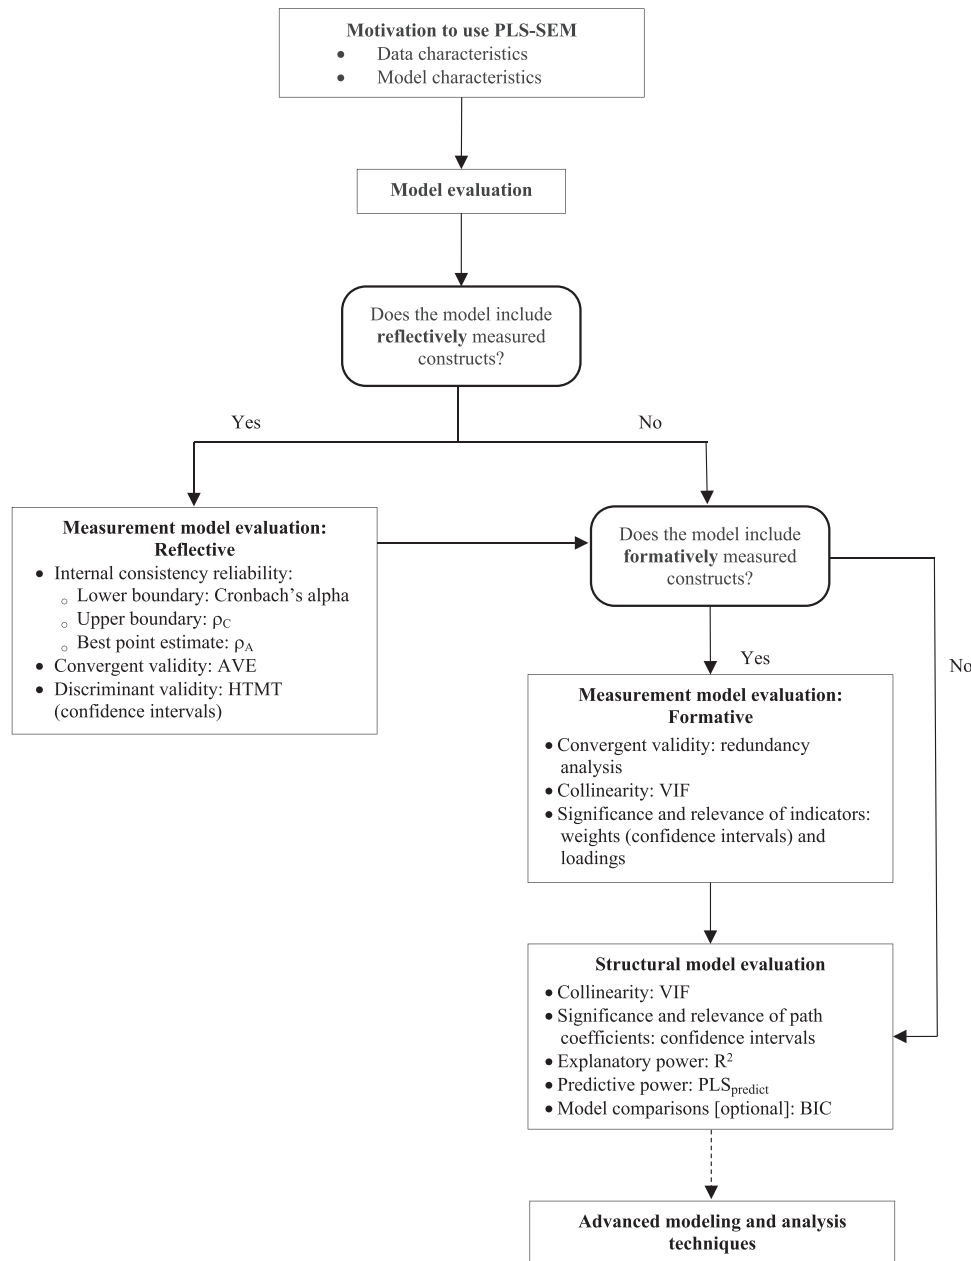 Motivation to use PLS-SEM
• Data characteristics
• Model characteristics
Model evaluation
Does the model include
reflectively measured
constructs?
Yes
No
Measurement model evaluation:
Reflective
• Internal consistency reliability:
○ Lower boundary: Cronbach’s alpha
○ Upper boundary: ρC
○ Best point estimate: ρA
• Convergent validity: AVE
• Discriminant validity: HTMT
(confidence intervals)
Does the model include
formatively measured
constructs?
Yes
No
Measurement model evaluation:
Formative
• Convergent validity: redundancy
analysis
• Collinearity: VIF
• Significance and relevance of indicators:
weights (confidence intervals) and
loadings
Structural model evaluation
• Collinearity: VIF
• Significance and relevance of path
coefficients: confidence intervals
• Explanatory power: R²
• Predictive power: PLSpredict
• Model comparisons [optional]: BIC
Advanced modeling and analysis
techniques